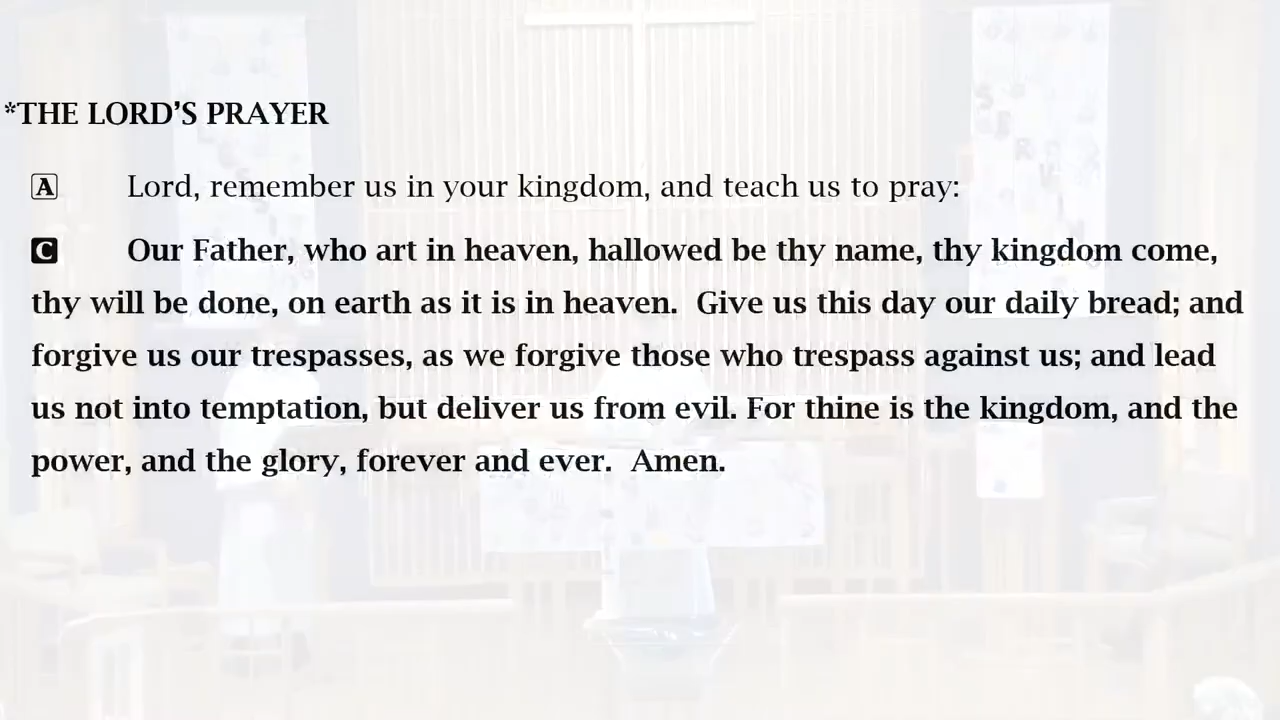 *THE LORD’S PRAYER
A Lord, remember us in your kingdom, and teach us to pray:
C Our Father, who art in heaven, hallowed be thy name, thy kingdom come,
thy will be done, on earth as it is in heaven.  Give us this day our daily bread; and
forgive us our trespasses, as we forgive those who trespass against us; and lead
us not into temptation, but deliver us from evil. For thine is the kingdom, and the
power, and the glory, forever and ever.  Amen.